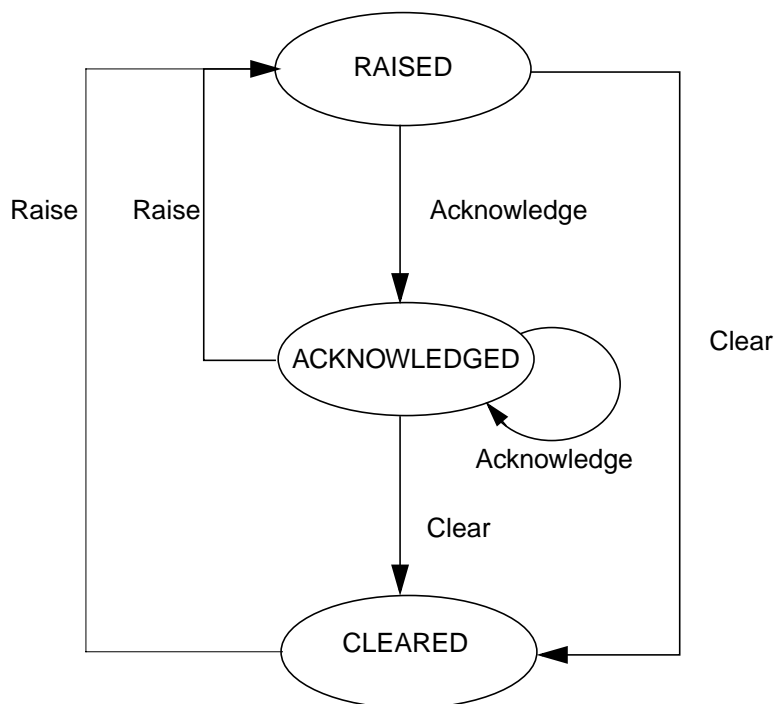 RAISED
Raise
Raise
Acknowledge
Clear
ACKNOWLEDGED
Acknowledge
Clear
CLEARED